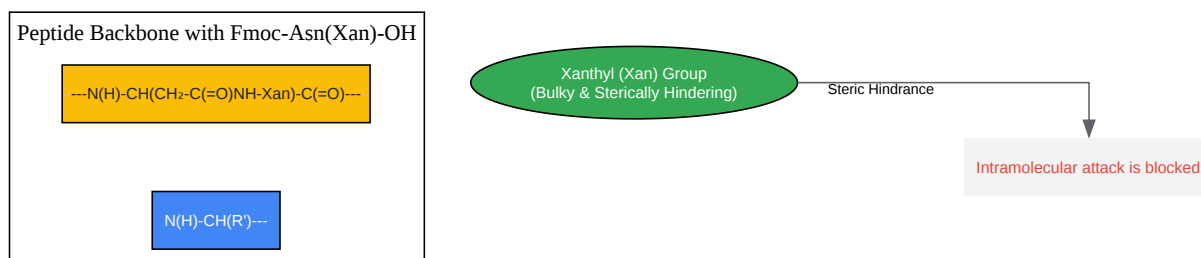 Peptide Backbone with Fmoc-Asn(Xan)-OH
---N(H)-CH(CH₂-C(=O)NH-Xan)-C(=O)---
N(H)-CH(R')---
Xanthyl (Xan) Group
(Bulky & Sterically Hindering)
Steric Hindrance
Intramolecular attack is blocked